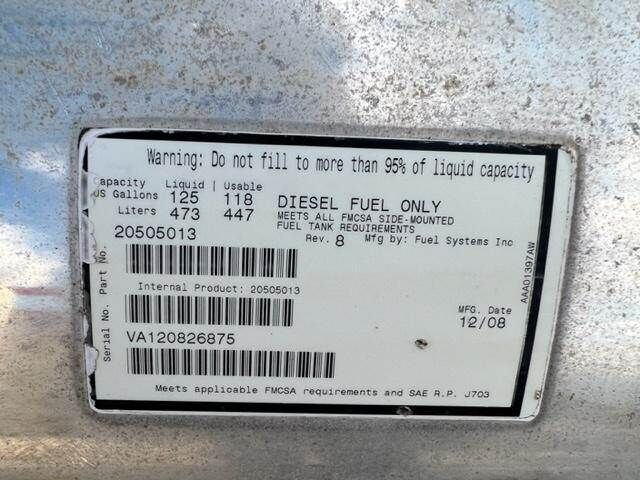 Warning: Do not fill to more than 95% of liquid capacity
apacity Liquid | Usable
US Gallons 125 118
Liters 473 447
DIESEL FUEL ONLY
MEETS ALL FMCSA SIDE-MOUNTED
FUEL TANK REQUIREMENTS
Rev. 8 Mfg by: Fuel Systems Inc
Part No.
20505013
Internal Product: 20505013
MFG. Date
12/08
Serial No.
VA120826875
Meets applicable FMCSA requirements and SAE R.P. J703
AAA01397AW